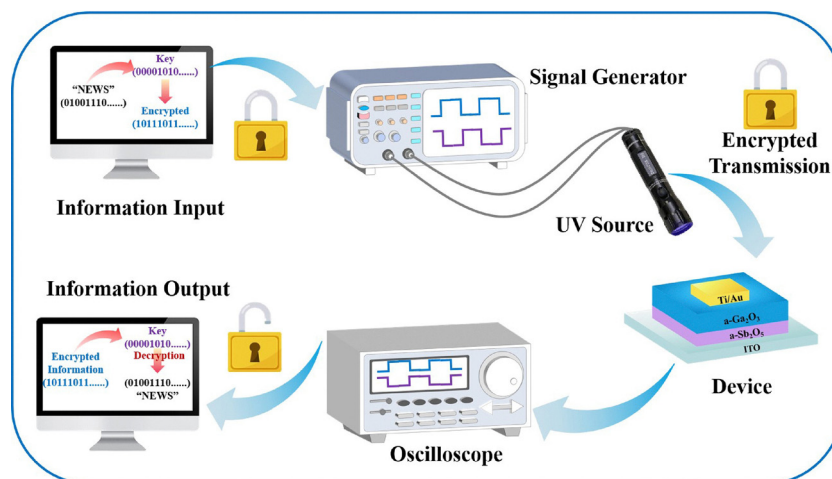 Key
(00001010......)
“NEWS”
(01001110......)
Encrypted
(10111011......)
Information Input
Signal Generator
UV Source
Encrypted
Transmission
Information Output
Key
(00001010......)
Decryption
Encrypted
Information
(10111011......)
(01001110......)
“NEWS”
Oscilloscope
Ti/Au
a-Ga₂O₃
a-Sb₂O₅
ITO
Device